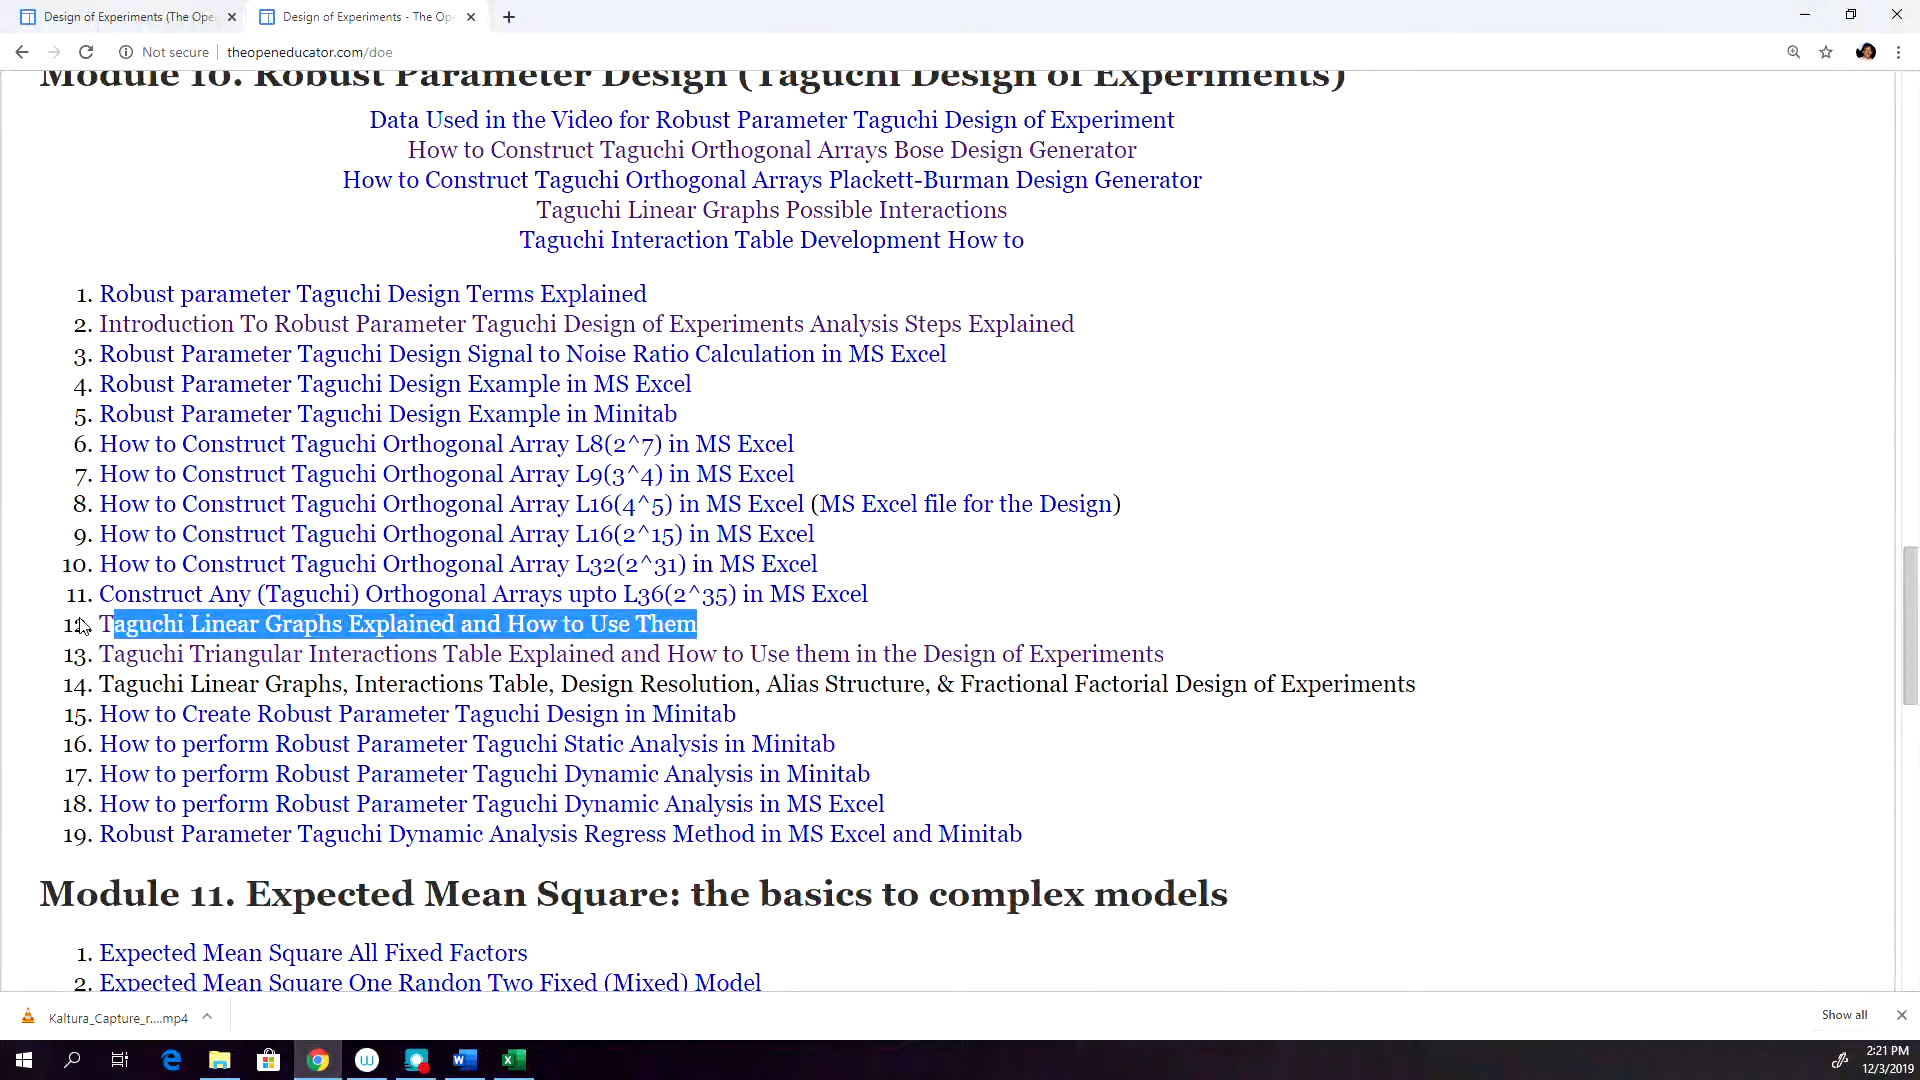 Design of Experiments (The Ope
Design of Experiments - The Op
Not secure
theopeneducator.com/doe
Module 10. Robust Parameter Design (Taguchi Design of Experiments)
Data Used in the Video for Robust Parameter Taguchi Design of Experiment
How to Construct Taguchi Orthogonal Arrays Bose Design Generator
How to Construct Taguchi Orthogonal Arrays Plackett-Burman Design Generator
Taguchi Linear Graphs Possible Interactions
Taguchi Interaction Table Development How to
1. Robust parameter Taguchi Design Terms Explained
2. Introduction To Robust Parameter Taguchi Design of Experiments Analysis Steps Explained
3. Robust Parameter Taguchi Design Signal to Noise Ratio Calculation in MS Excel
4. Robust Parameter Taguchi Design Example in MS Excel
5. Robust Parameter Taguchi Design Example in Minitab
6. How to Construct Taguchi Orthogonal Array L8(2^7) in MS Excel
7. How to Construct Taguchi Orthogonal Array L9(3^4) in MS Excel
8. How to Construct Taguchi Orthogonal Array L16(4^5) in MS Excel (MS Excel file for the Design)
9. How to Construct Taguchi Orthogonal Array L16(2^15) in MS Excel
10. How to Construct Taguchi Orthogonal Array L32(2^31) in MS Excel
11. Construct Any (Taguchi) Orthogonal Arrays upto L36(2^35) in MS Excel
12. Taguchi Linear Graphs Explained and How to Use Them
13. Taguchi Triangular Interactions Table Explained and How to Use them in the Design of Experiments
14. Taguchi Linear Graphs, Interactions Table, Design Resolution, Alias Structure, & Fractional Factorial Design of Experiments
15. How to Create Robust Parameter Taguchi Design in Minitab
16. How to perform Robust Parameter Taguchi Static Analysis in Minitab
17. How to perform Robust Parameter Taguchi Dynamic Analysis in Minitab
18. How to perform Robust Parameter Taguchi Dynamic Analysis in MS Excel
19. Robust Parameter Taguchi Dynamic Analysis Regress Method in MS Excel and Minitab
Module 11. Expected Mean Square: the basics to complex models
1. Expected Mean Square All Fixed Factors
2. Expected Mean Square One Randon Two Fixed (Mixed) Model
Kaltura_Capture_r....mp4
Show all
2:21 PM
12/3/2019